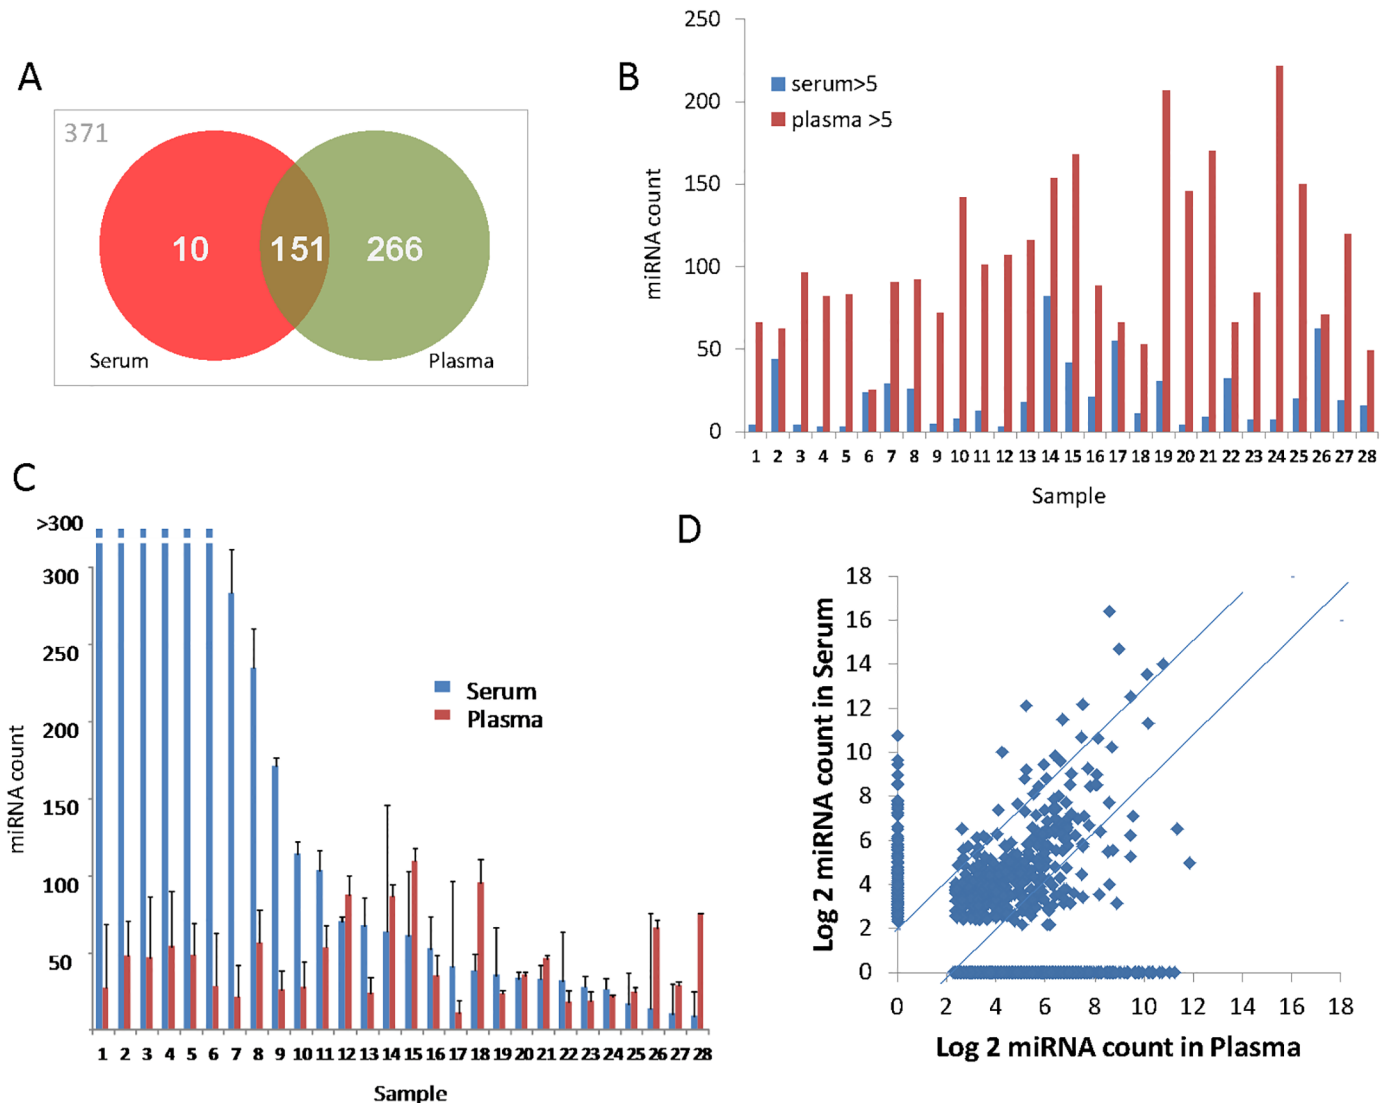 A
371
10
151
266
Serum
Plasma
B
250
200
150
100
50
0
miRNA count
serum>5
plasma >5
1 2 3 4 5 6 7 8 9 10 11 12 13 14 15 16 17 18 19 20 21 22 23 24 25 26 27 28
Sample
C
>300
300
250
200
150
100
50
miRNA count
Serum
Plasma
1 2 3 4 5 6 7 8 9 10 11 12 13 14 15 16 17 18 19 20 21 22 23 24 25 26 27 28
Sample
D
18
16
14
12
10
8
6
4
2
0
Log 2 miRNA count in Serum
0 2 4 6 8 10 12 14 16 18
Log 2 miRNA count in Plasma